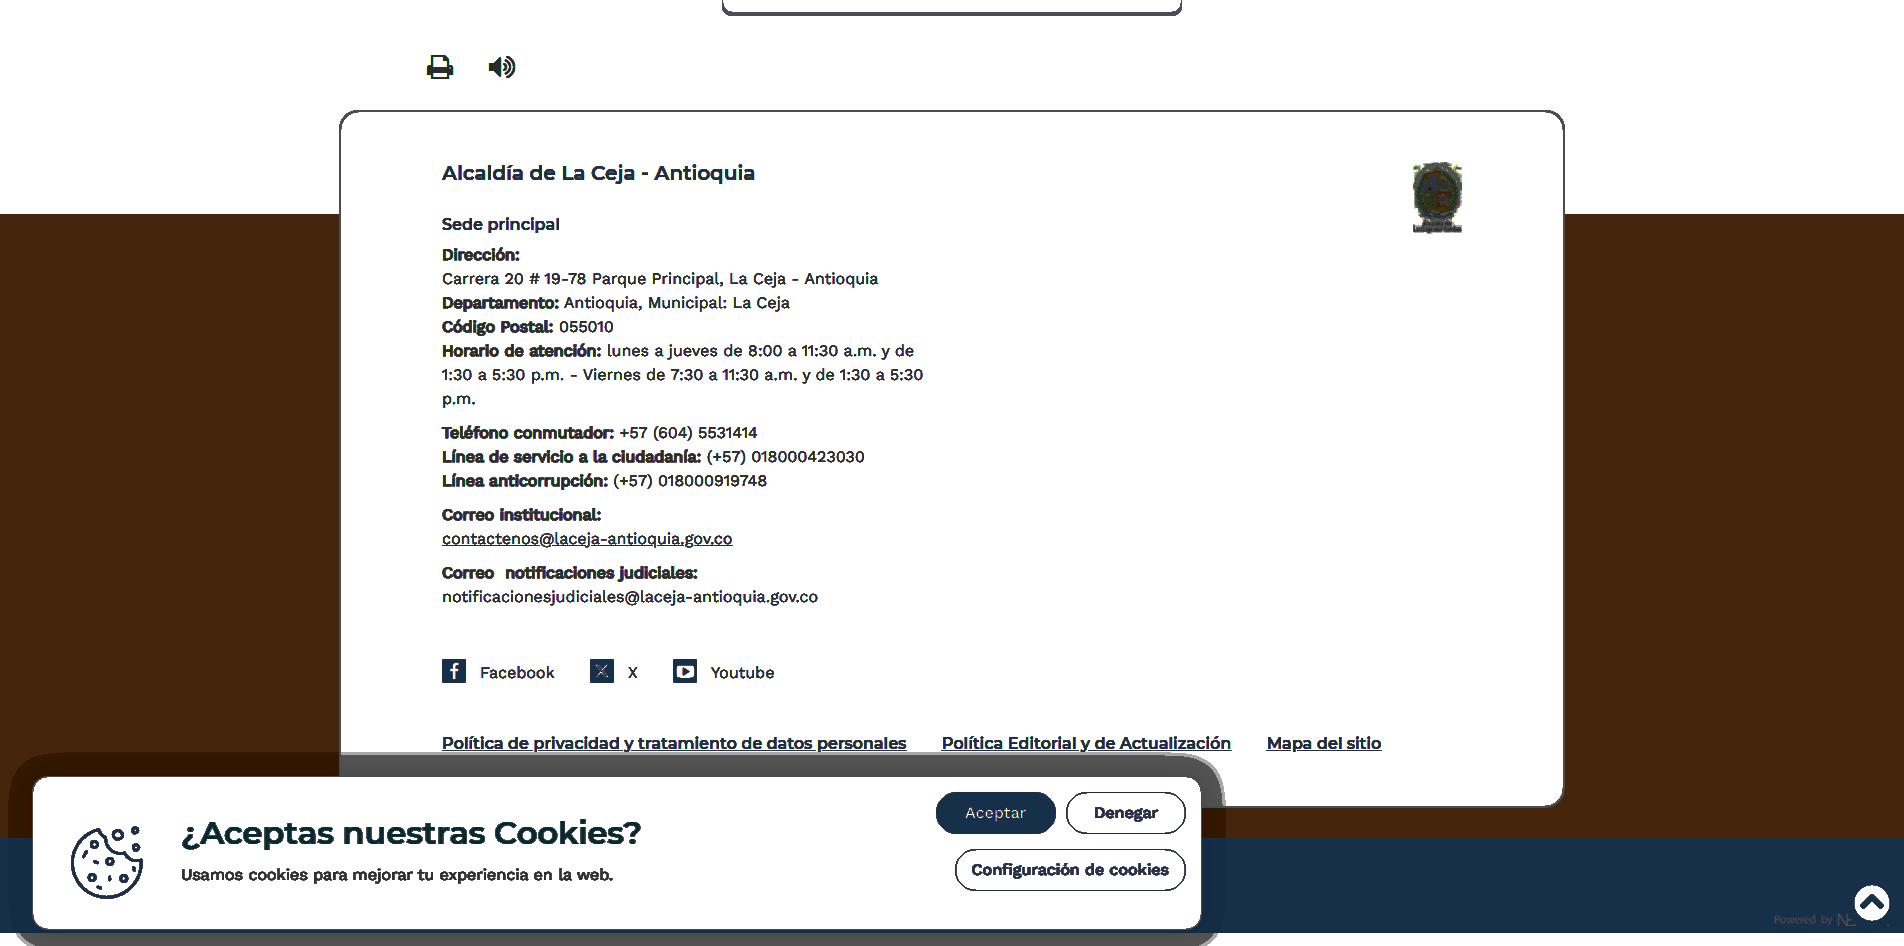 Alcaldía de La Ceja - Antioquia
Sede principal
Dirección:
Carrera 20 # 19-78 Parque Principal, La Ceja - Antioquia
Departamento: Antioquia, Municipal: La Ceja
Código Postal: 055010
Horario de atención: lunes a jueves de 8:00 a 11:30 a.m. y de
1:30 a 5:30 p.m. - Viernes de 7:30 a 11:30 a.m. y de 1:30 a 5:30
p.m.
Teléfono conmutador: +57 (604) 5531414
Línea de servicio a la ciudadanía: (+57) 018000423030
Línea anticorrupción: (+57) 018000919748
Correo institucional:
contactenos@laceja-antioquia.gov.co
Correo  notificaciones judiciales:
notificacionesjudiciales@laceja-antioquia.gov.co
Facebook X Youtube
Política de privacidad y tratamiento de datos personales Política Editorial y de Actualización Mapa del sitio
¿Aceptas nuestras Cookies?
Usamos cookies para mejorar tu experiencia en la web.
Aceptar Denegar
Configuración de cookies
Powered by